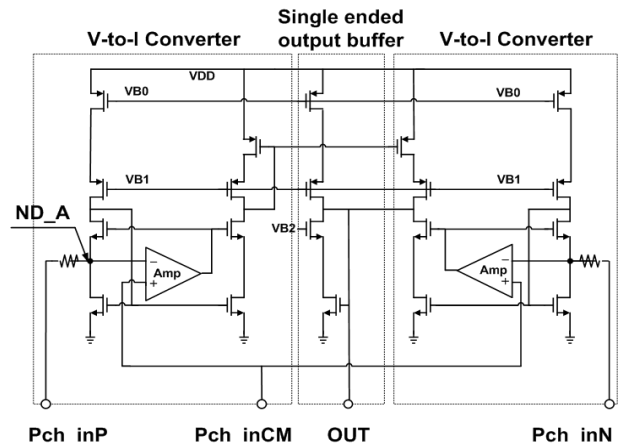 Single ended
output buffer
V-to-I Converter
V-to-I Converter
VDD
VB0
VB0
VB1
VB1
ND_A
VB2
Amp
−
+
Amp
−
+
Pch inP
Pch inCM
OUT
Pch inN